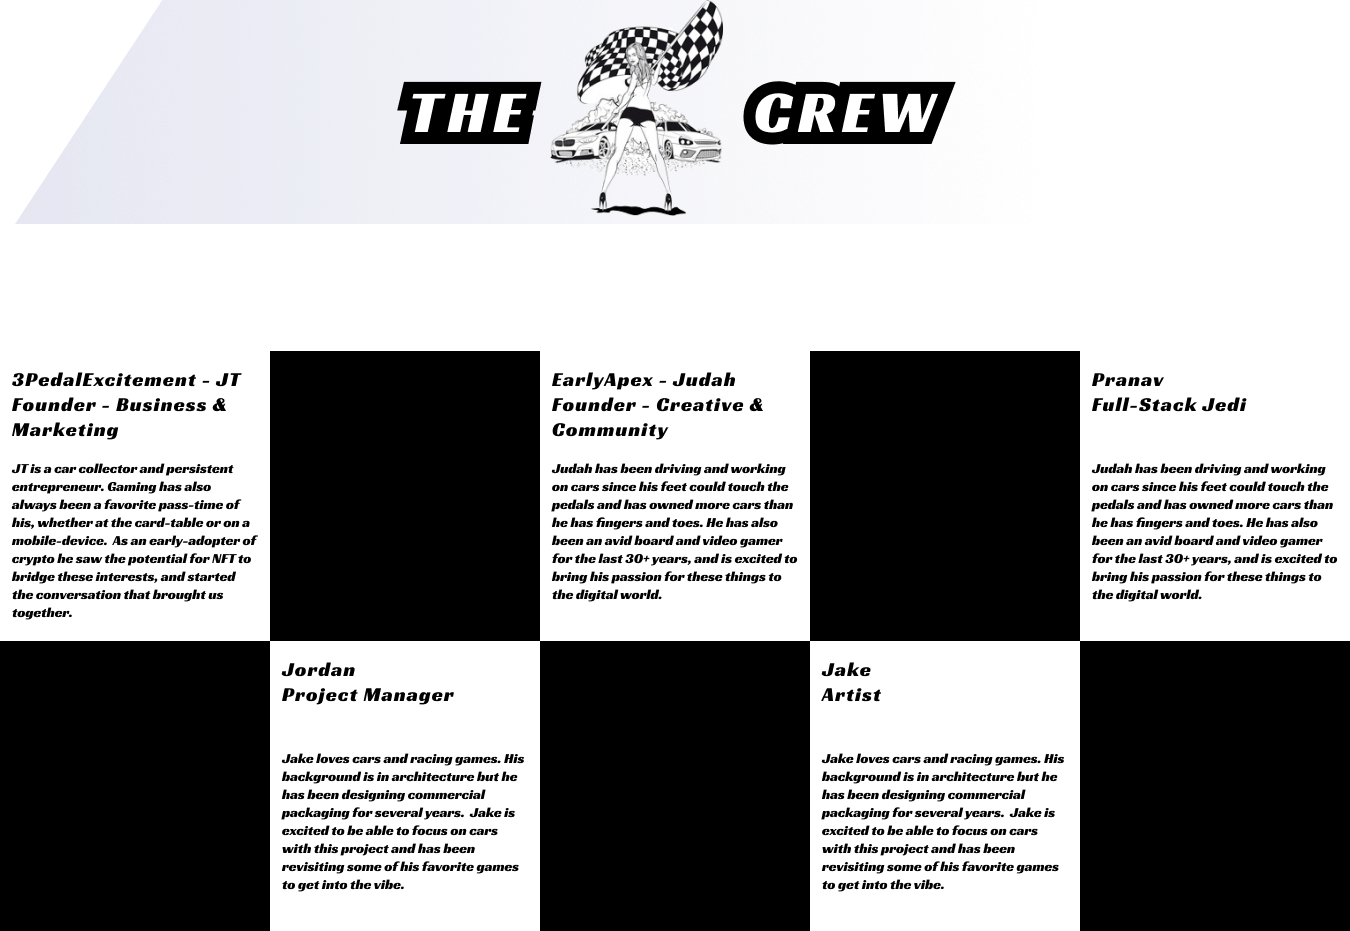 THE CREW
3PedalExcitement - JT
Founder - Business &
Marketing
JT is a car collector and persistent
entrepreneur. Gaming has also
always been a favorite pass-time of
his, whether at the card-table or on a
mobile-device.  As an early-adopter of
crypto he saw the potential for NFT to
bridge these interests, and started
the conversation that brought us
together.
EarlyApex - Judah
Founder - Creative &
Community
Judah has been driving and working
on cars since his feet could touch the
pedals and has owned more cars than
he has fingers and toes. He has also
been an avid board and video gamer
for the last 30+ years, and is excited to
bring his passion for these things to
the digital world.
Pranav
Full-Stack Jedi
Judah has been driving and working
on cars since his feet could touch the
pedals and has owned more cars than
he has fingers and toes. He has also
been an avid board and video gamer
for the last 30+ years, and is excited to
bring his passion for these things to
the digital world.
Jordan
Project Manager
Jake loves cars and racing games. His
background is in architecture but he
has been designing commercial
packaging for several years.  Jake is
excited to be able to focus on cars
with this project and has been
revisiting some of his favorite games
to get into the vibe.
Jake
Artist
Jake loves cars and racing games. His
background is in architecture but he
has been designing commercial
packaging for several years.  Jake is
excited to be able to focus on cars
with this project and has been
revisiting some of his favorite games
to get into the vibe.